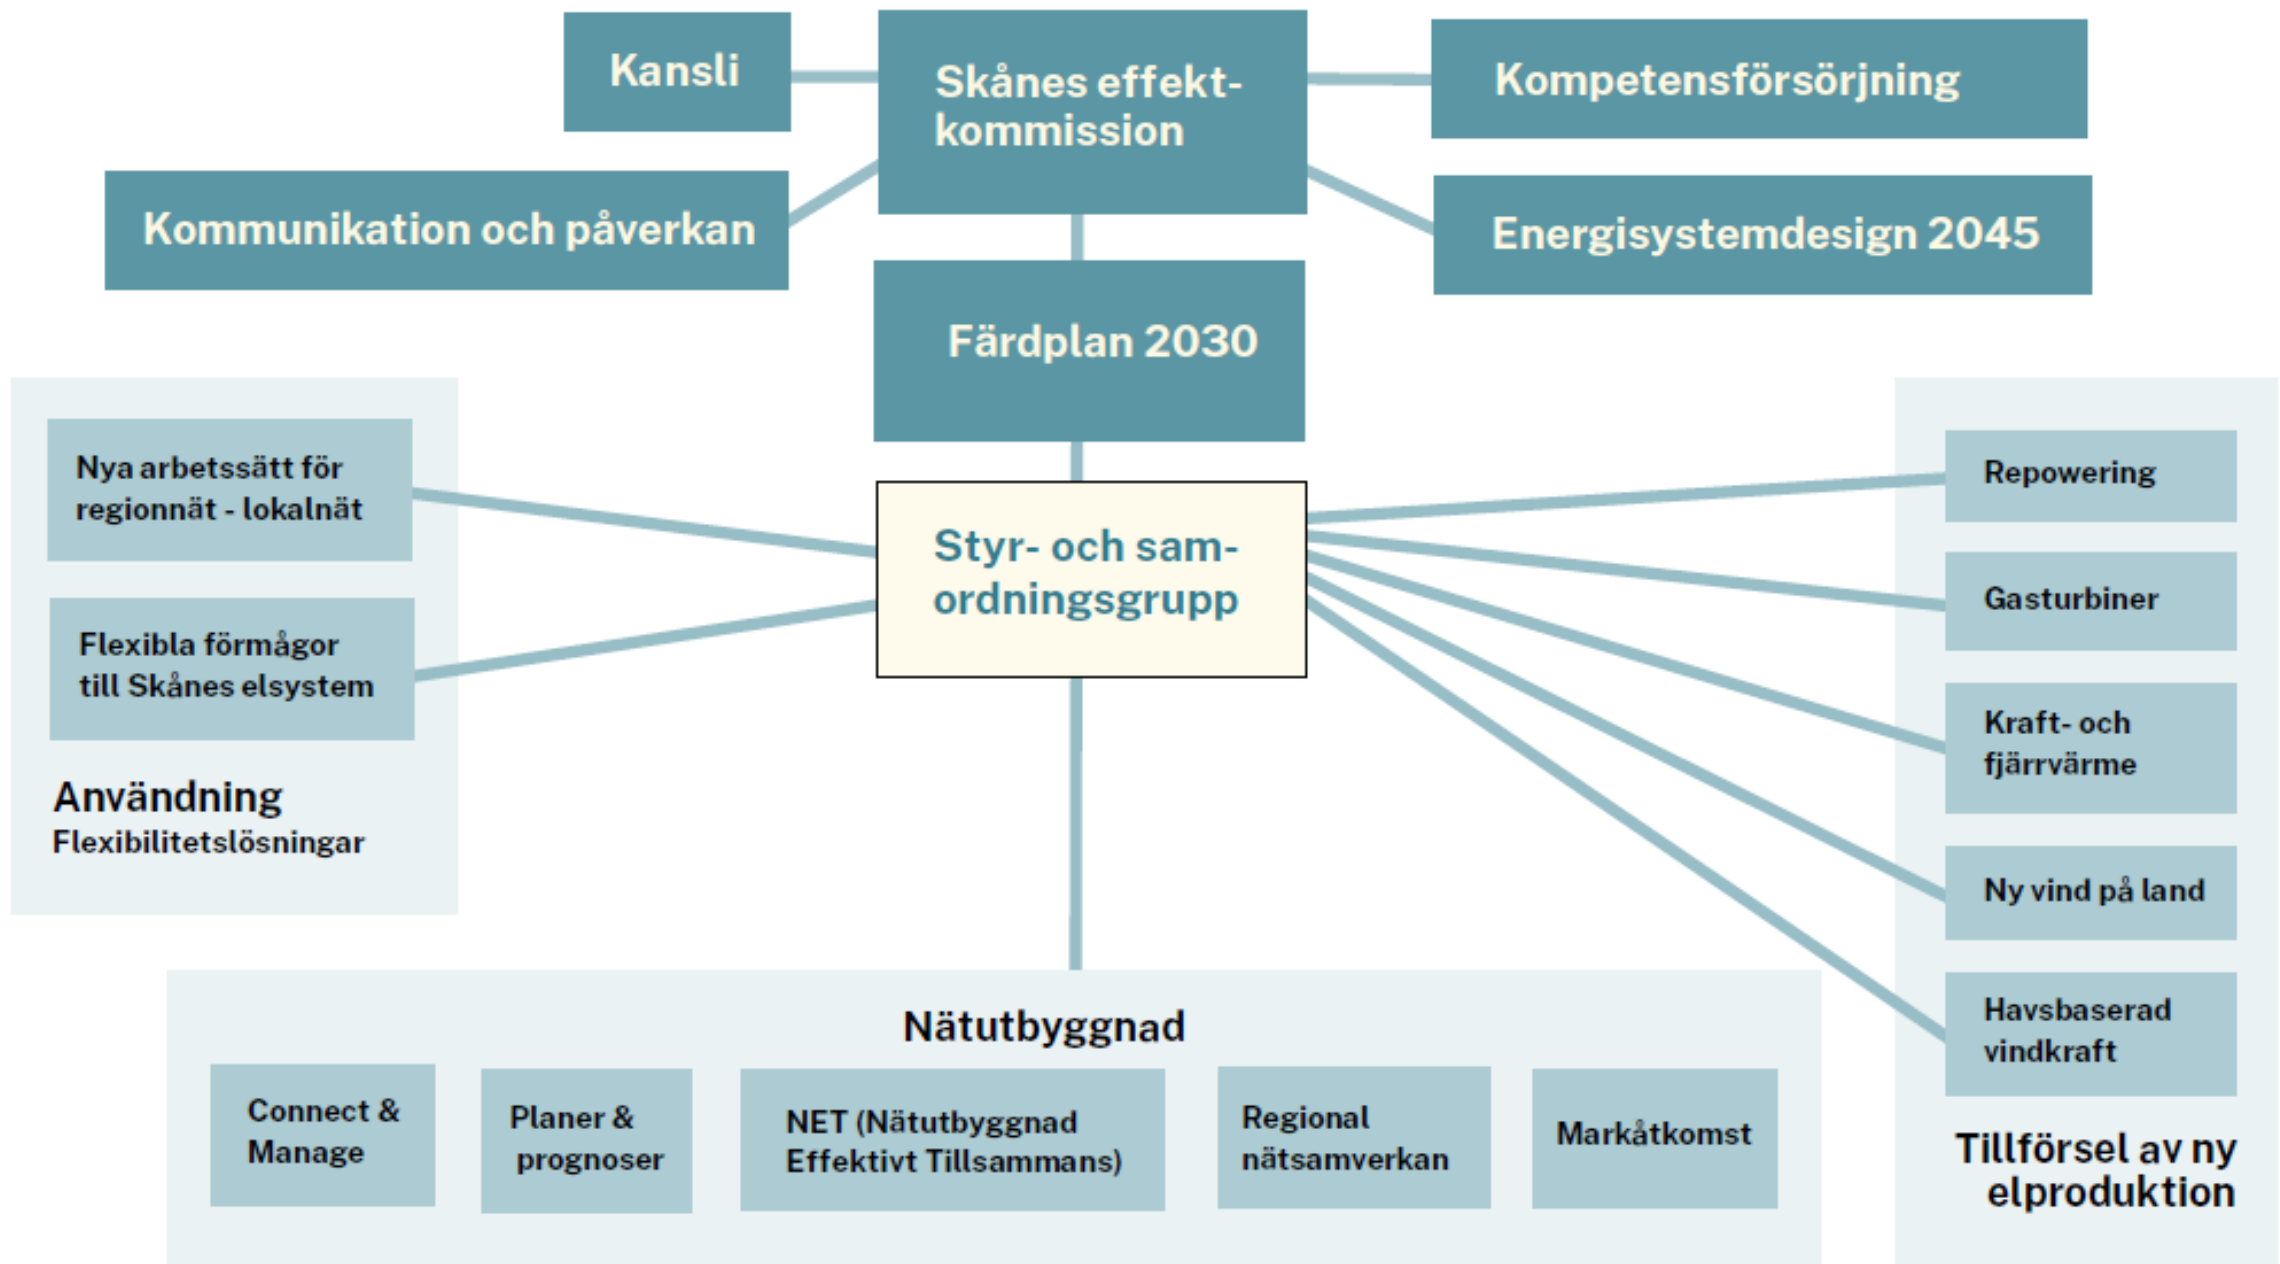 Kansli
Skånes effekt-
kommission
Kompetensförsörjning
Kommunikation och påverkan
Energisystemdesign 2045
Färdplan 2030
Nya arbetssätt för
regionnät - lokalnät
Flexibla förmågor
till Skånes elsystem
Användning
Flexibilitetslösningar
Styr- och sam-
ordningsgrupp
Repowering
Gasturbiner
Kraft- och
fjärrvärme
Ny vind på land
Havsbaserad
vindkraft
Tillförsel av ny
elproduktion
Nätutbyggnad
Connect &
Manage
Planer &
prognoser
NET (Nätutbyggnad
Effektivt Tillsammans)
Regional
nätsamverkan
Markåtkomst